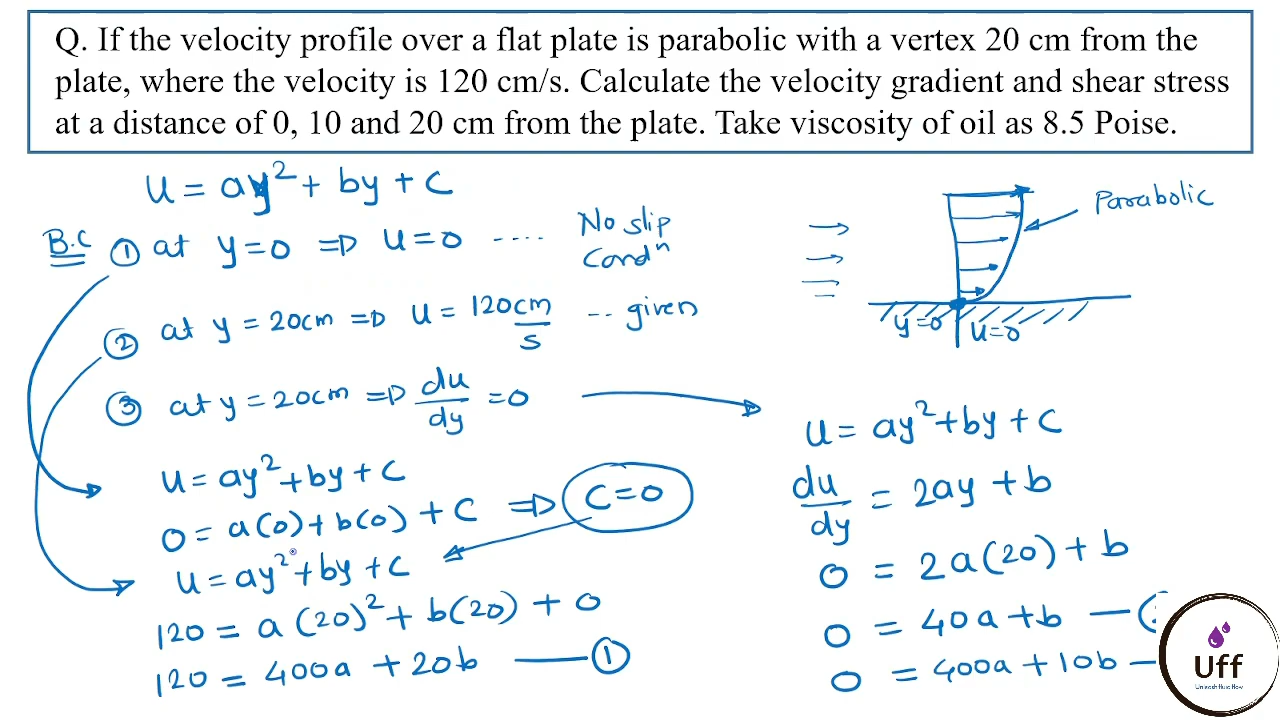 Q. If the velocity profile over a flat plate is parabolic with a vertex 20 cm from the
plate, where the velocity is 120 cm/s. Calculate the velocity gradient and shear stress
at a distance of 0, 10 and 20 cm from the plate. Take viscosity of oil as 8.5 Poise.
u = ay² + by + c
B.C ① at y=0 ⇒ u=0 .... No slip
condⁿ
② at y = 20cm ⇒ u = 120 cm/s .. given
③ at y = 20cm ⇒ du/dy = 0
u = ay² + by + c
0 = a(0) + b(0) + c ⇒ c=0
u = ay² + by + c
120 = a(20)² + b(20) + 0
120 = 400a + 20b — ①
Parabolic
y=0 u=0
u = ay² + by + c
du/dy = 2ay + b
0 = 2a(20) + b
0 = 40a + b —
0 = 400a + 10b —
Uff